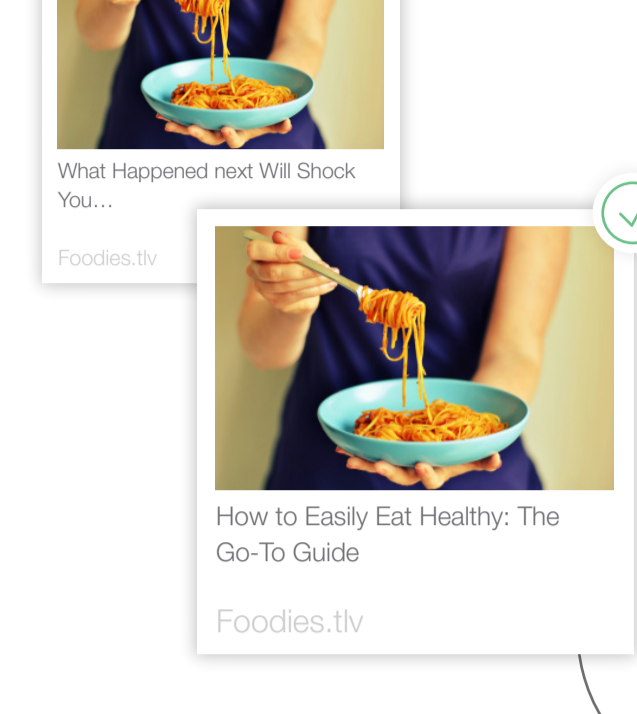 What Happened next Will Shock
You...
Foodies.tlv
How to Easily Eat Healthy: The
Go-To Guide
Foodies.tlv